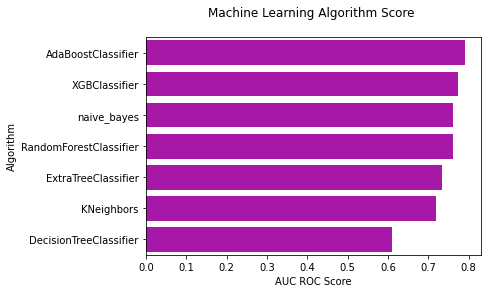 Machine Learning Algorithm Score
AdaBoostClassifier
XGBClassifier
naive_bayes
RandomForestClassifier
ExtraTreeClassifier
KNeighbors
DecisionTreeClassifier
Algorithm
0.0 0.1 0.2 0.3 0.4 0.5 0.6 0.7 0.8
AUC ROC Score